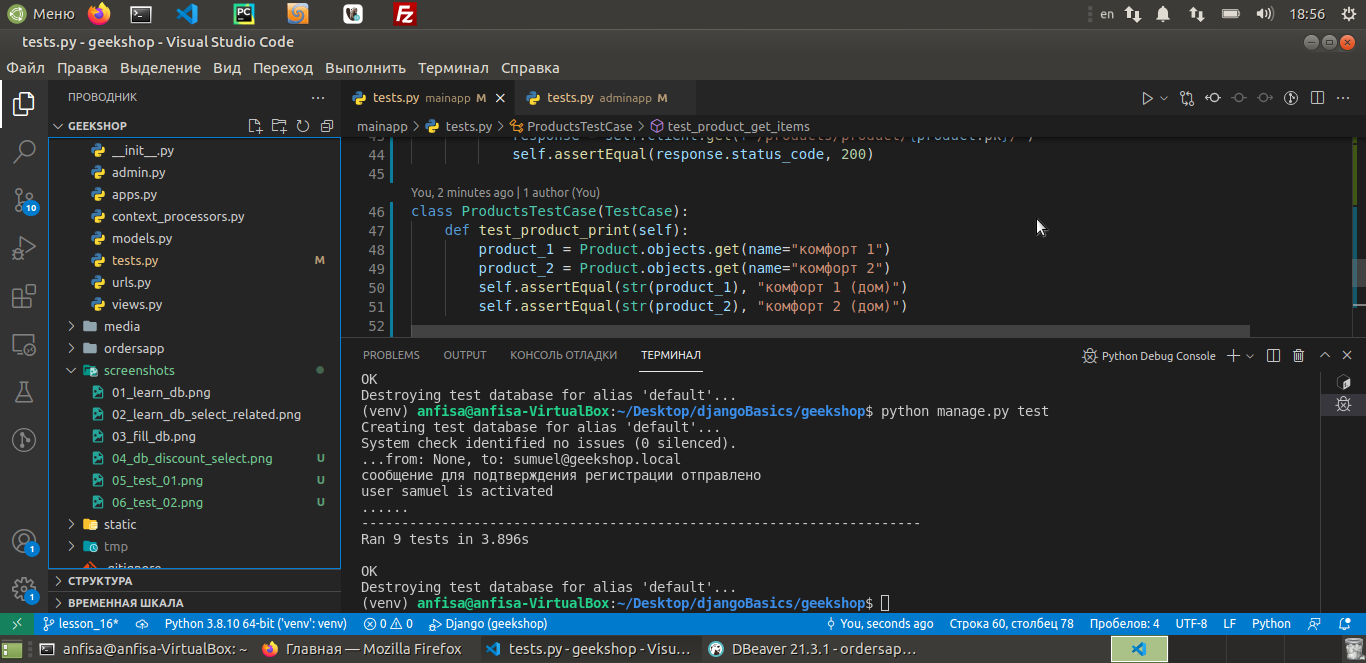 Меню
en
18:56
tests.py - geekshop - Visual Studio Code
Файл Правка Выделение Вид Переход Выполнить Терминал Справка
ПРОВОДНИК
tests.py mainapp M
tests.py adminapp M
GEEKSHOP
mainapp > tests.py > ProductsTestCase > test_product_get_items
__init__.py
admin.py
apps.py
context_processors.py
models.py
tests.py M
urls.py
views.py
media
ordersapp
screenshots
01_learn_db.png
02_learn_db_select_related.png
03_fill_db.png
04_db_discount_select.png U
05_test_01.png U
06_test_02.png U
static
tmp
.gitignore
СТРУКТУРА
ВРЕМЕННАЯ ШКАЛА
10
1
1
44 self.assertEqual(response.status_code, 200)
45
You, 2 minutes ago | 1 author (You)
46 class ProductsTestCase(TestCase):
47 def test_product_print(self):
48 product_1 = Product.objects.get(name="комфорт 1")
49 product_2 = Product.objects.get(name="комфорт 2")
50 self.assertEqual(str(product_1), "комфорт 1 (дом)")
51 self.assertEqual(str(product_2), "комфорт 2 (дом)")
52
PROBLEMS OUTPUT КОНСОЛЬ ОТЛАДКИ ТЕРМИНАЛ
Python Debug Console
OK
Destroying test database for alias 'default'...
(venv) anfisa@anfisa-VirtualBox:~/Desktop/djangoBasics/geekshop$ python manage.py test
Creating test database for alias 'default'...
System check identified no issues (0 silenced).
...from: None, to: sumuel@geekshop.local
сообщение для подтверждения регистрации отправлено
user samuel is activated
......
----------------------------------------------------------------------
Ran 9 tests in 3.896s
OK
Destroying test database for alias 'default'...
(venv) anfisa@anfisa-VirtualBox:~/Desktop/djangoBasics/geekshop$
lesson_16* Python 3.8.10 64-bit ('venv': venv) 0 0 Django (geekshop) You, seconds ago Строка 60, столбец 78 Пробелов: 4 UTF-8 LF Python
anfisa@anfisa-VirtualBox: ~ Главная — Mozilla Firefox tests.py - geekshop - Visu... DBeaver 21.3.1 - ordersap...